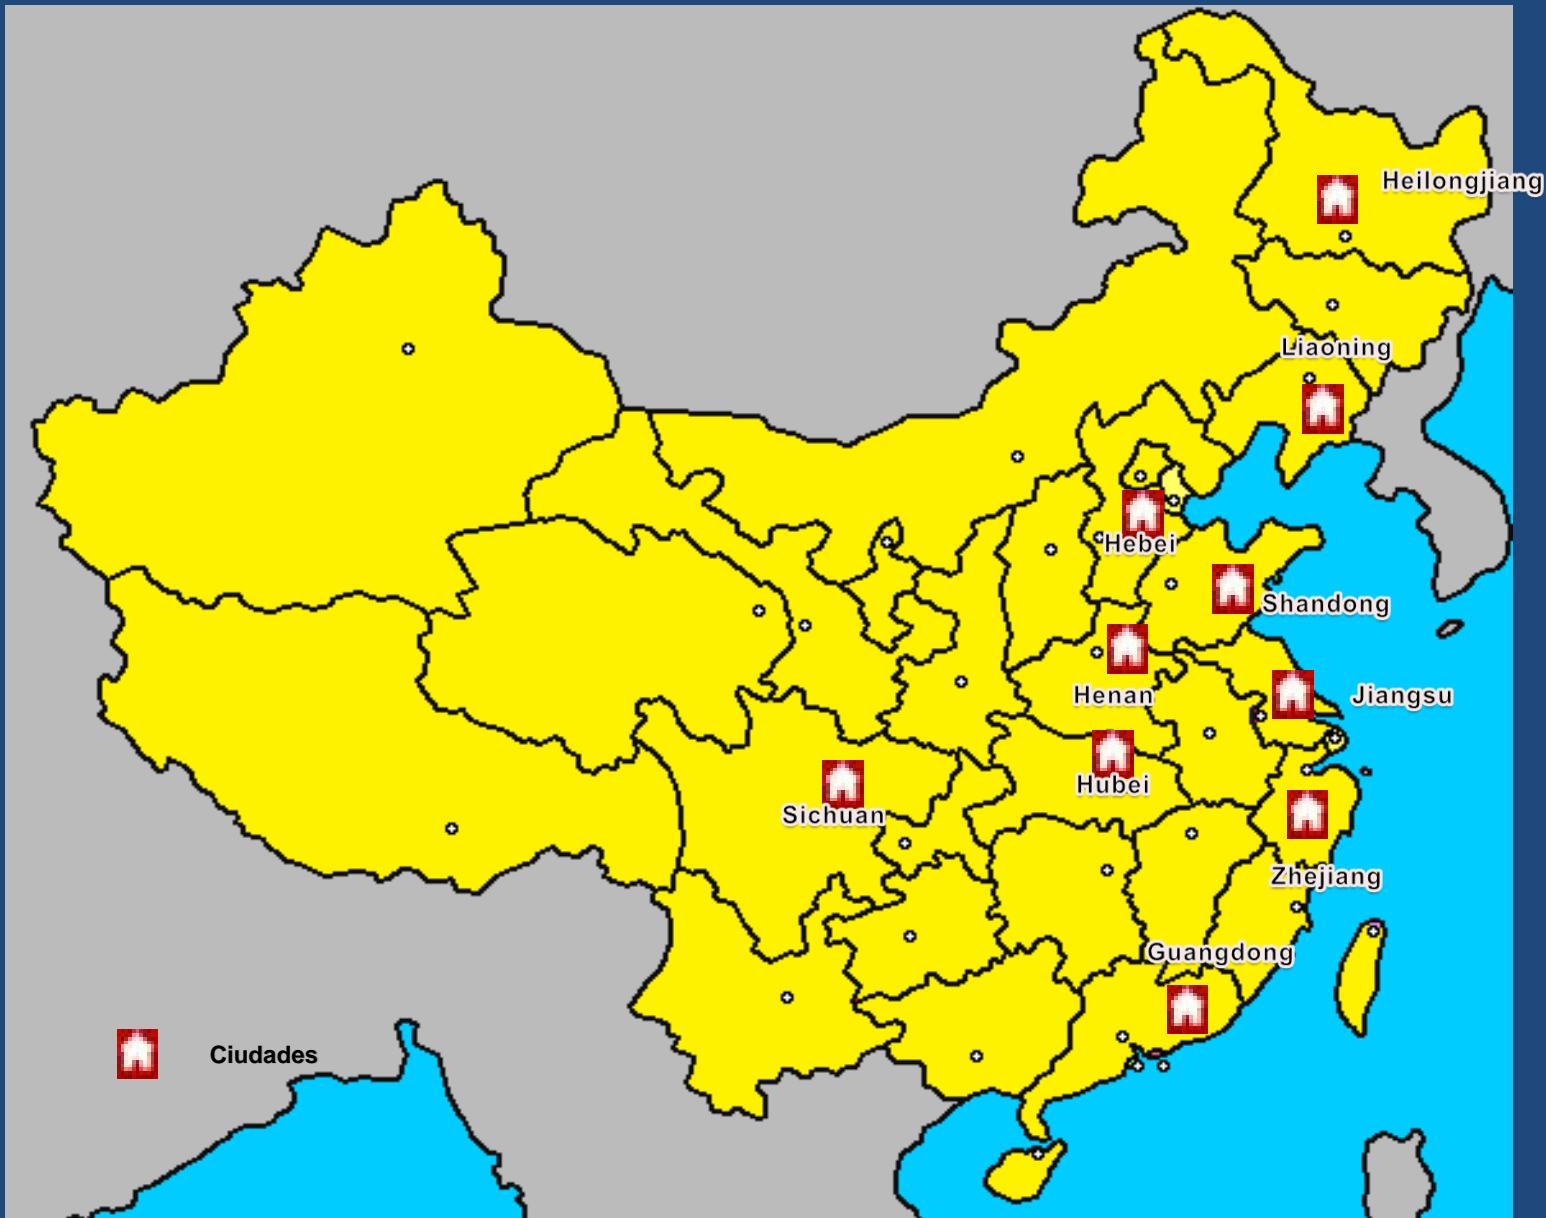 Heilongjiang
Liaoning
Hebei
Shandong
Henan
Jiangsu
Hubei
Sichuan
Zhejiang
Guangdong
Ciudades